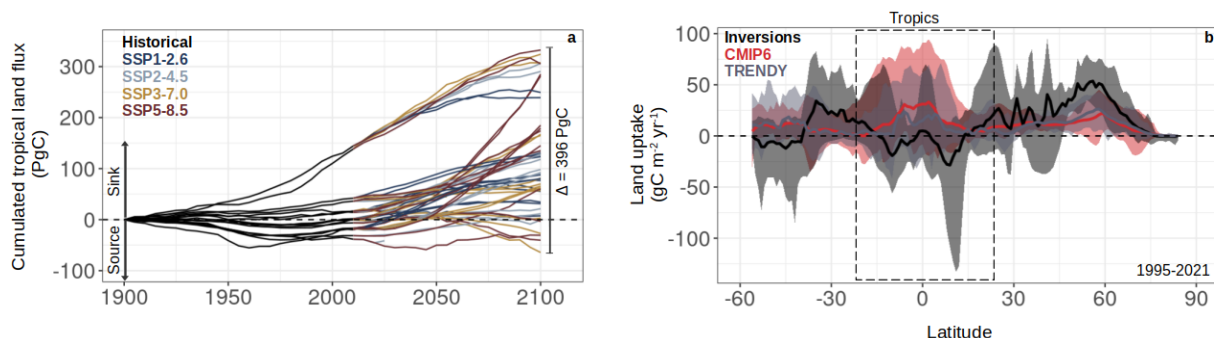 a
Historical
SSP1-2.6
SSP2-4.5
SSP3-7.0
SSP5-8.5
Cumulated tropical land flux
(PgC)
300
200
100
0
-100
Sink
Source
Δ = 396 PgC
1900
1950
2000
2050
2100
Tropics
b
Inversions
CMIP6
TRENDY
Land uptake
(gC m⁻² yr⁻¹)
100
50
0
-50
-100
1995-2021
-60
-30
0
30
60
90
Latitude